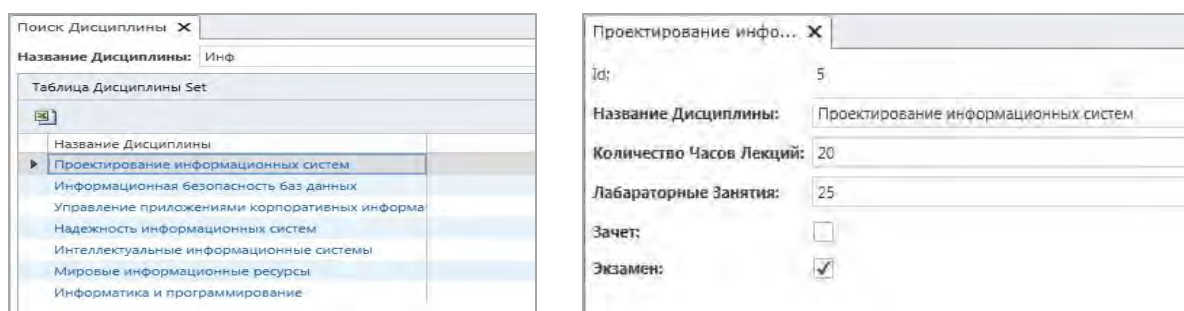 Поиск Дисциплины X
Название Дисциплины: Инф
Таблица Дисциплины Set
Название Дисциплины
Проектирование информационных систем
Информационная безопасность баз данных
Управление приложениями корпоративных информа
Надежность информационных систем
Интеллектуальные информационные системы
Мировые информационные ресурсы
Информатика и программирование
Проектирование инфо... X
Id: 5
Название Дисциплины: Проектирование информационных систем
Количество Часов Лекций: 20
Лабараторные Занятия: 25
Зачет:
Экзамен: